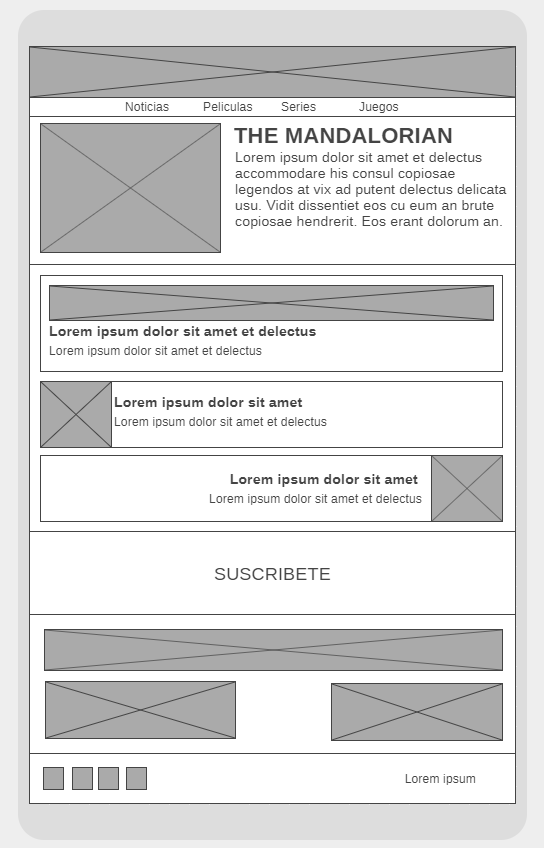 Noticias Peliculas Series Juegos
THE MANDALORIAN
Lorem ipsum dolor sit amet et delectus
accommodare his consul copiosae
legendos at vix ad putent delectus delicata
usu. Vidit dissentiet eos cu eum an brute
copiosae hendrerit. Eos erant dolorum an.
Lorem ipsum dolor sit amet et delectus
Lorem ipsum dolor sit amet et delectus
Lorem ipsum dolor sit amet
Lorem ipsum dolor sit amet et delectus
Lorem ipsum dolor sit amet
Lorem ipsum dolor sit amet et delectus
SUSCRIBETE
Lorem ipsum